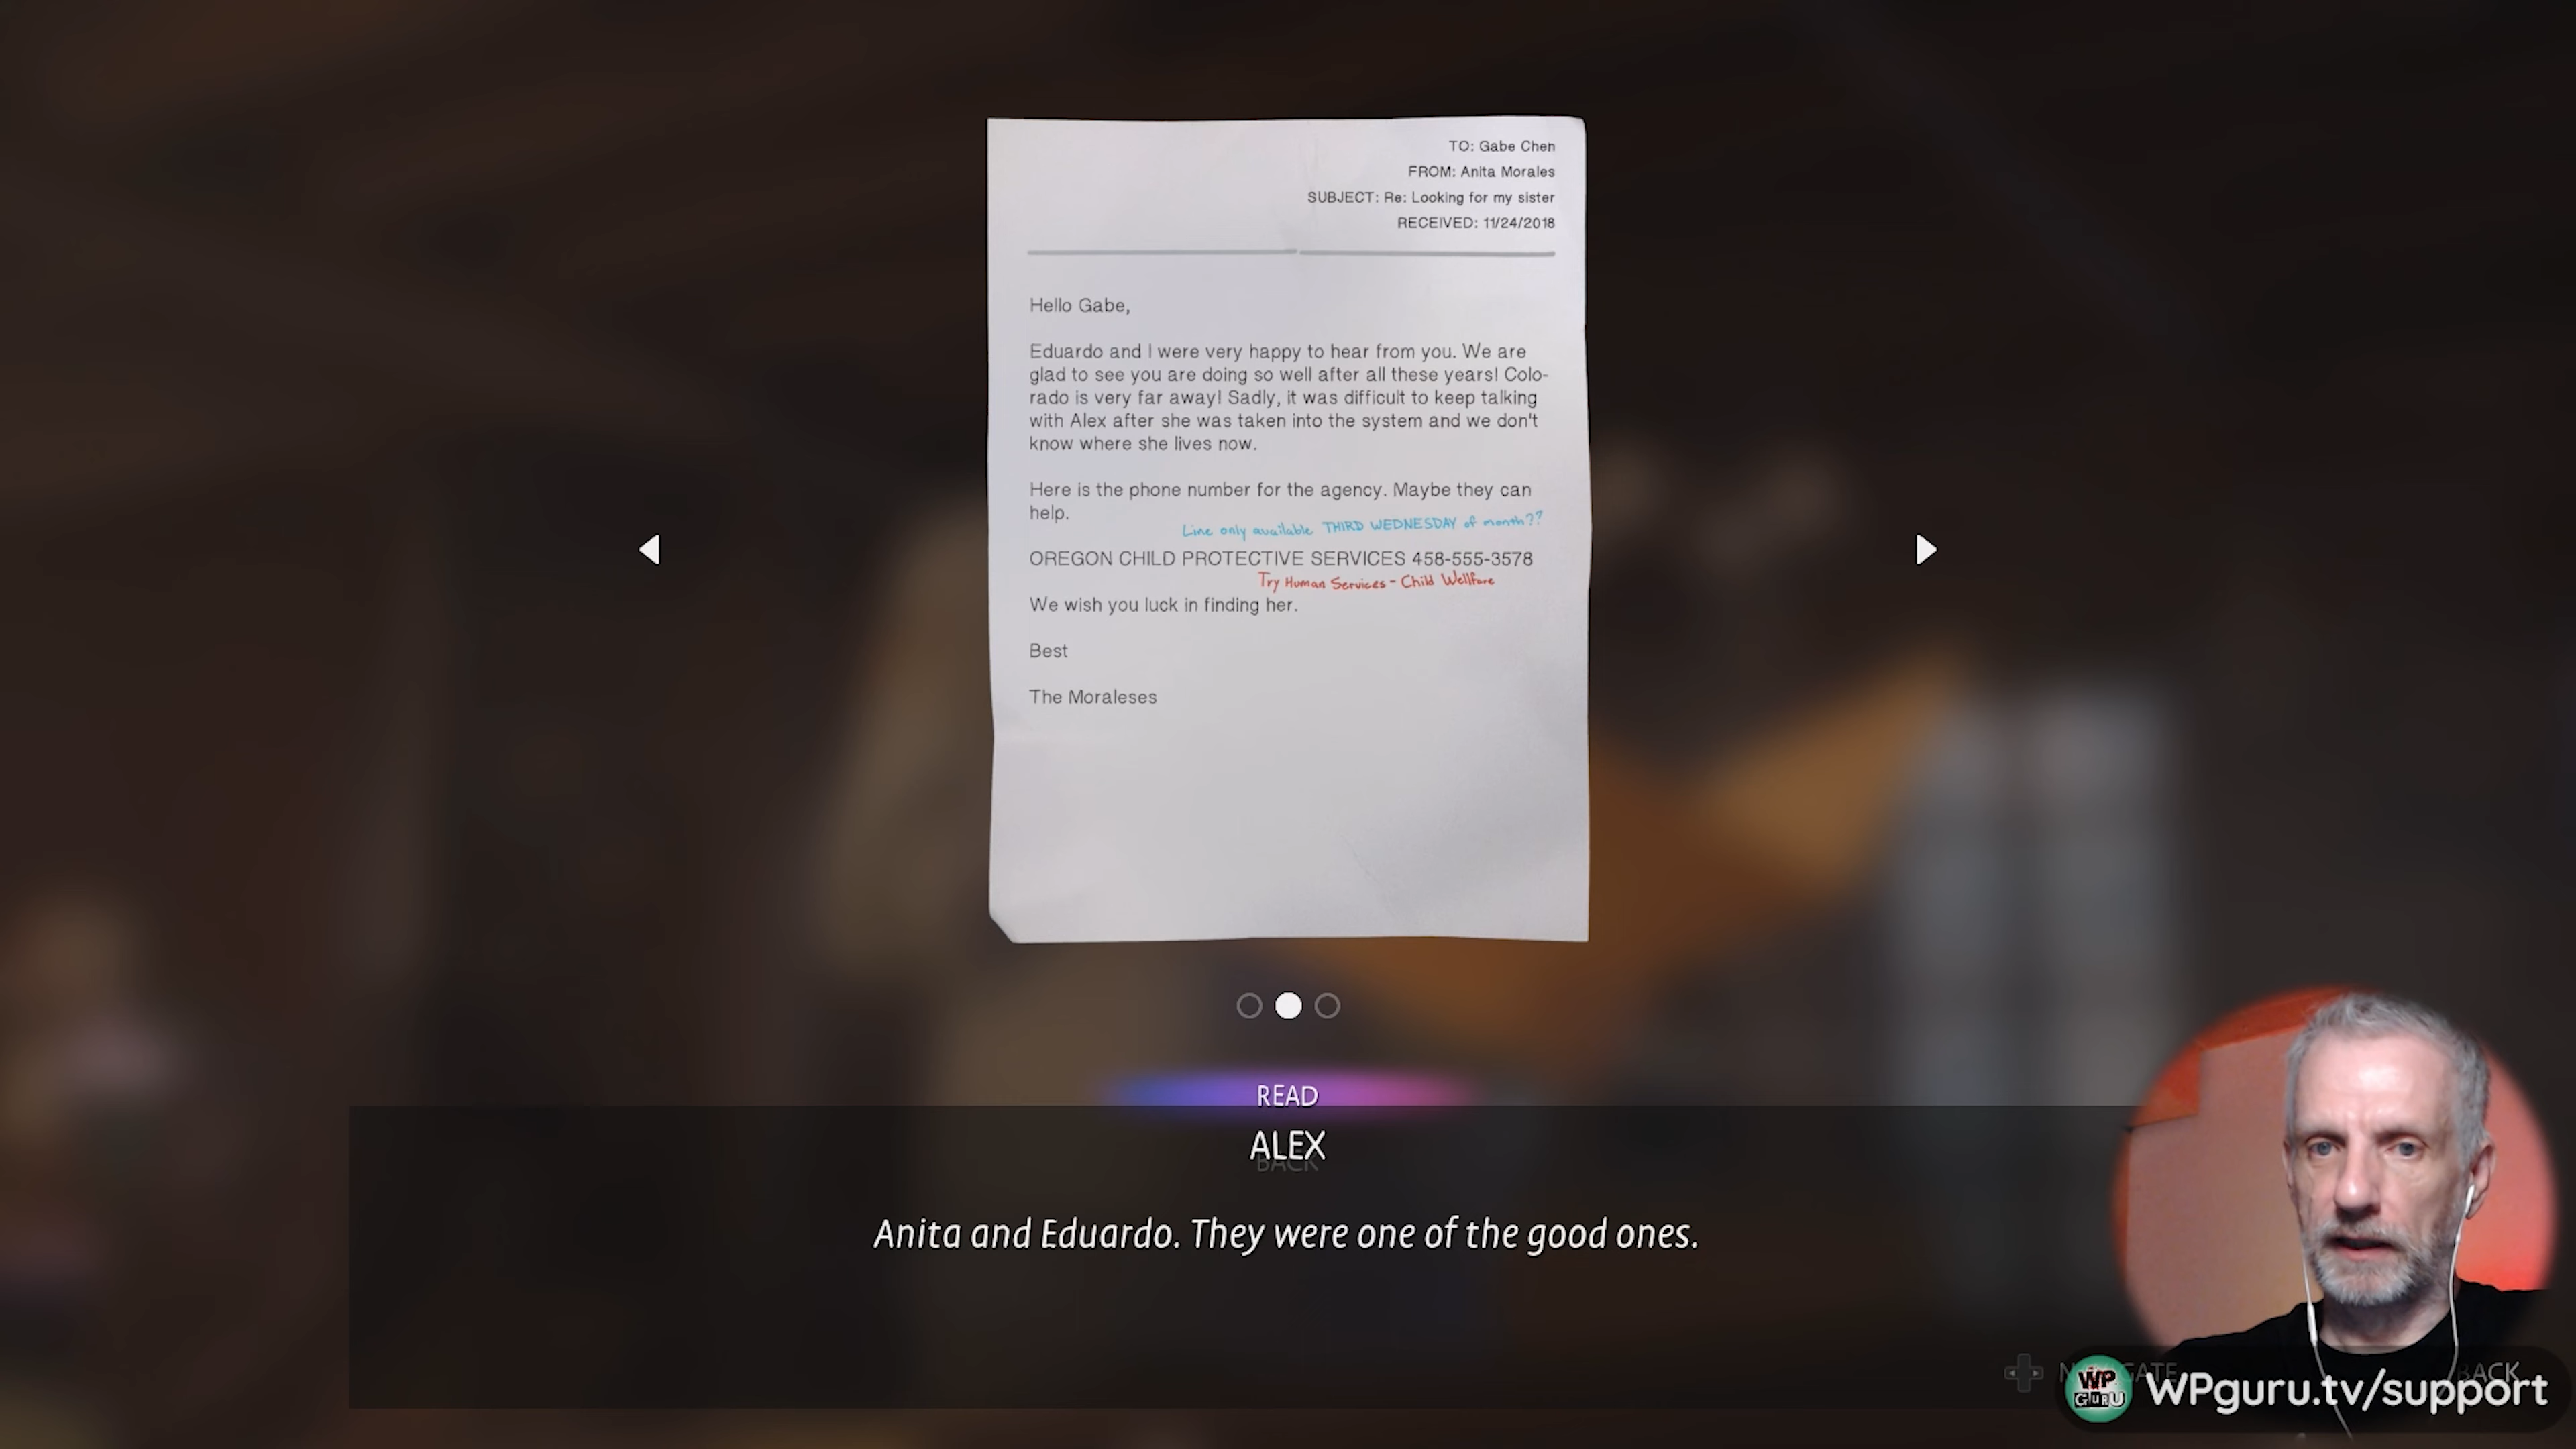 TO: Gabe Chen
FROM: Anita Morales
SUBJECT: Re: Looking for my sister
RECEIVED: 11/24/2018
Hello Gabe,
Eduardo and I were very happy to hear from you. We are
glad to see you are doing so well after all these years! Colo-
rado is very far away! Sadly, it was difficult to keep talking
with Alex after she was taken into the system and we don't
know where she lives now.
Here is the phone number for the agency. Maybe they can
help.
Line only available THIRD WEDNESDAY of month??
OREGON CHILD PROTECTIVE SERVICES 458-555-3578
Try Human Services - Child Wellfare
We wish you luck in finding her.
Best
The Moraleses
READ
ALEX
BACK
Anita and Eduardo. They were one of the good ones.
WP GURU
WPguru.tv/support